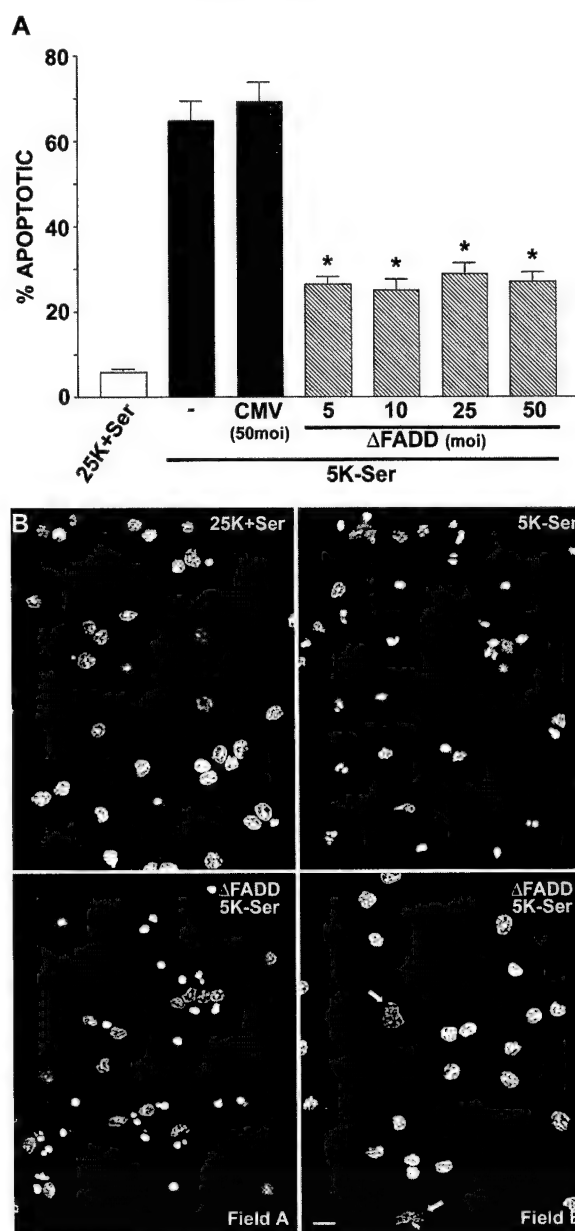 A
% APOPTOTIC
80
60
40
20
0
* * * *
25K+Ser
- CMV 5 10 25 50
(50moi)
ΔFADD (moi)
5K-Ser
B
25K+Ser
5K-Ser
ΔFADD
5K-Ser
Field A
ΔFADD
5K-Ser